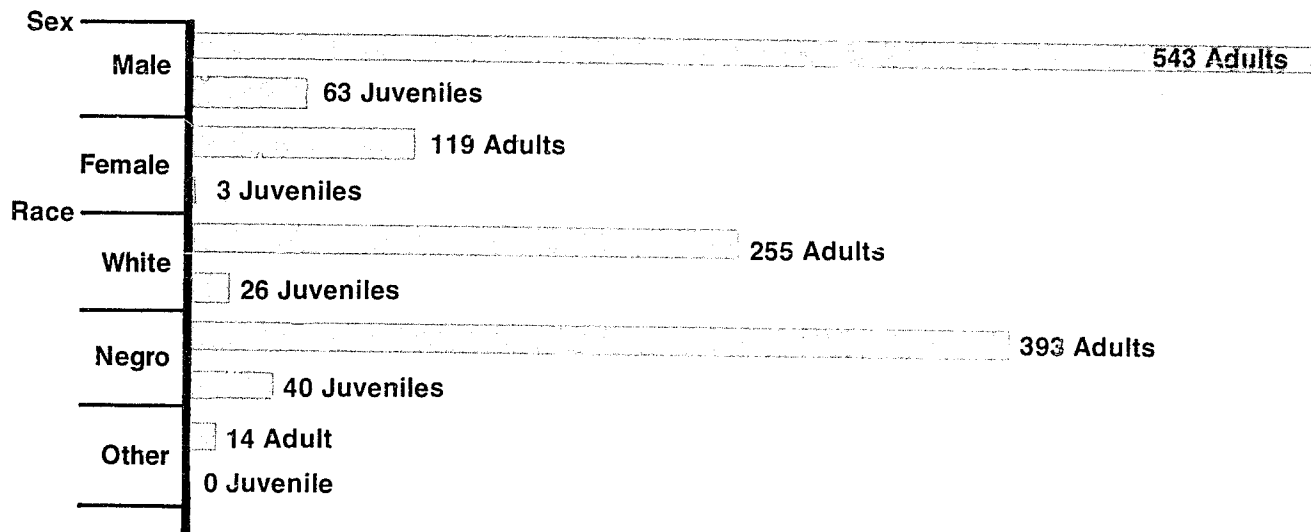 Sex
Male
543 Adults
63 Juveniles
Female
119 Adults
3 Juveniles
Race
White
255 Adults
26 Juveniles
Negro
393 Adults
40 Juveniles
Other
14 Adult
0 Juvenile